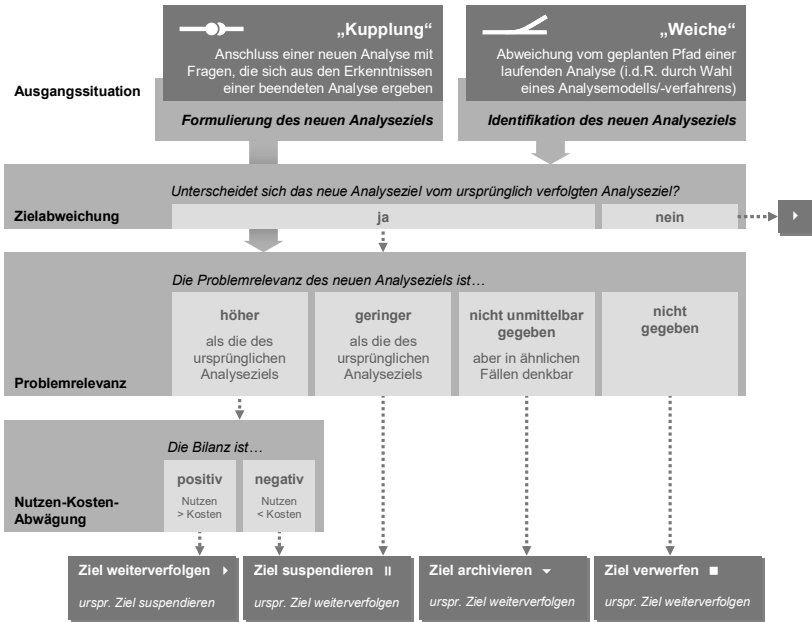 „Kupplung“
Anschluss einer neuen Analyse mit
Fragen, die sich aus den Erkenntnissen
einer beendeten Analyse ergeben
„Weiche“
Abweichung vom geplanten Pfad einer
laufenden Analyse (i.d.R. durch Wahl
eines Analysemodells/-verfahrens)
Ausgangssituation
Formulierung des neuen Analyseziels
Identifikation des neuen Analyseziels
Unterscheidet sich das neue Analyseziel vom ursprünglich verfolgten Analyseziel?
Zielabweichung
ja
nein
Die Problemrelevanz des neuen Analyseziels ist…
höher
als die des
ursprünglichen
Analyseziels
geringer
als die des
ursprünglichen
Analyseziels
nicht unmittelbar
gegeben
aber in ähnlichen
Fällen denkbar
nicht
gegeben
Problemrelevanz
Die Bilanz ist…
positiv
Nutzen
> Kosten
negativ
Nutzen
< Kosten
Nutzen-Kosten-
Abwägung
Ziel weiterverfolgen
urspr. Ziel suspendieren
Ziel suspendieren
urspr. Ziel weiterverfolgen
Ziel archivieren
urspr. Ziel weiterverfolgen
Ziel verwerfen
urspr. Ziel weiterverfolgen